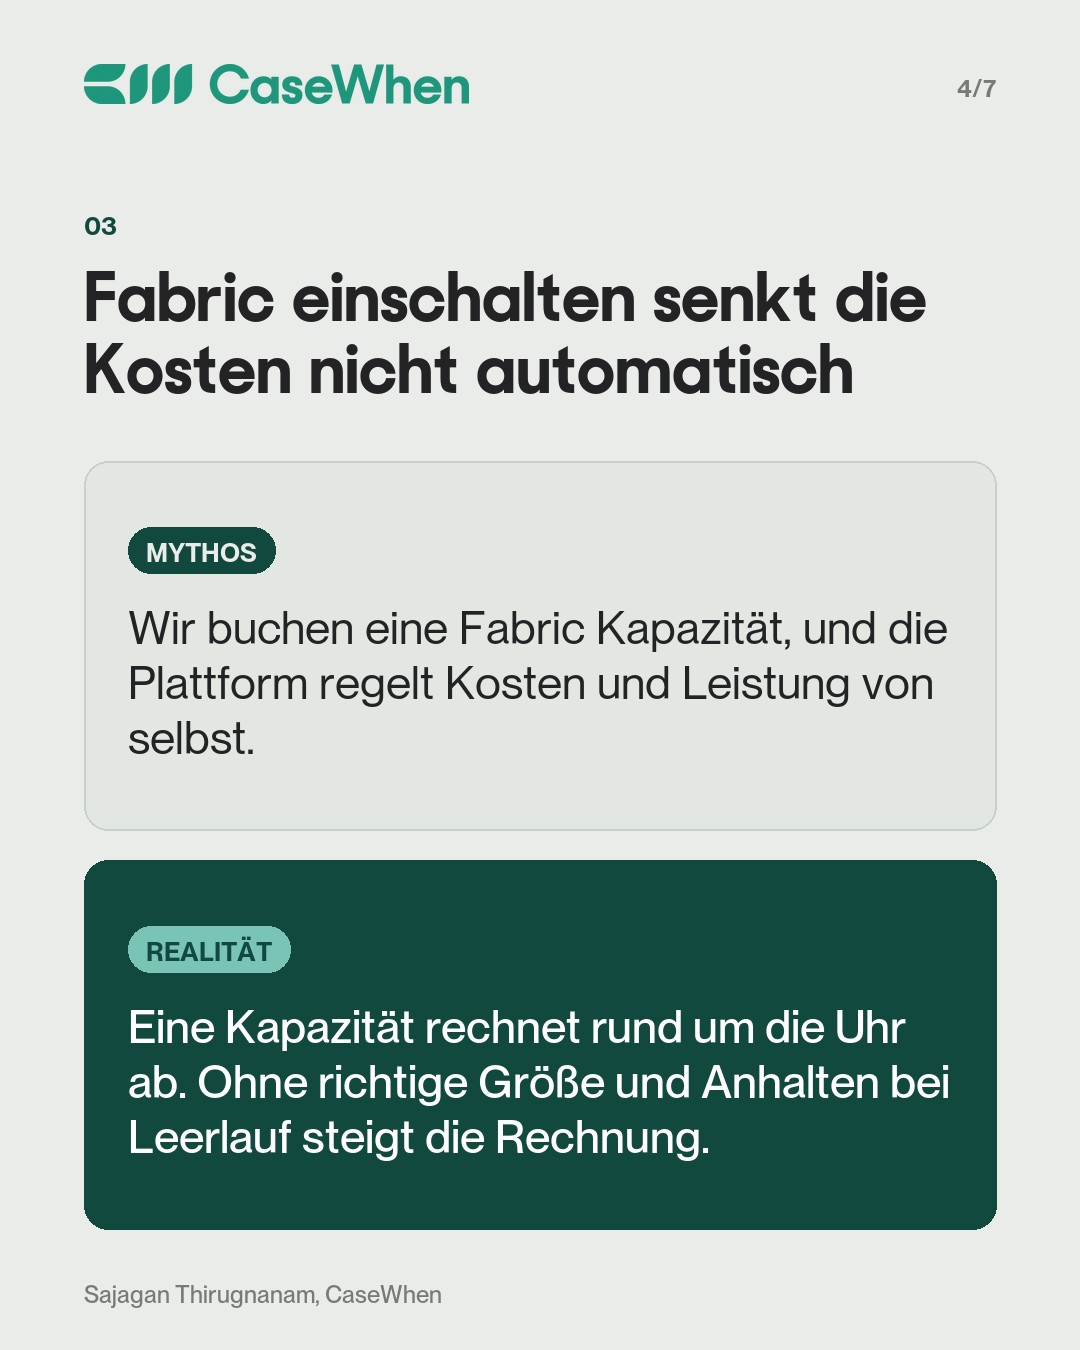 CaseWhen
4/7
03
Fabric einschalten senkt die
Kosten nicht automatisch
MYTHOS
Wir buchen eine Fabric Kapazität, und die
Plattform regelt Kosten und Leistung von
selbst.
REALITÄT
Eine Kapazität rechnet rund um die Uhr
ab. Ohne richtige Größe und Anhalten bei
Leerlauf steigt die Rechnung.
Sajagan Thirugnanam, CaseWhen